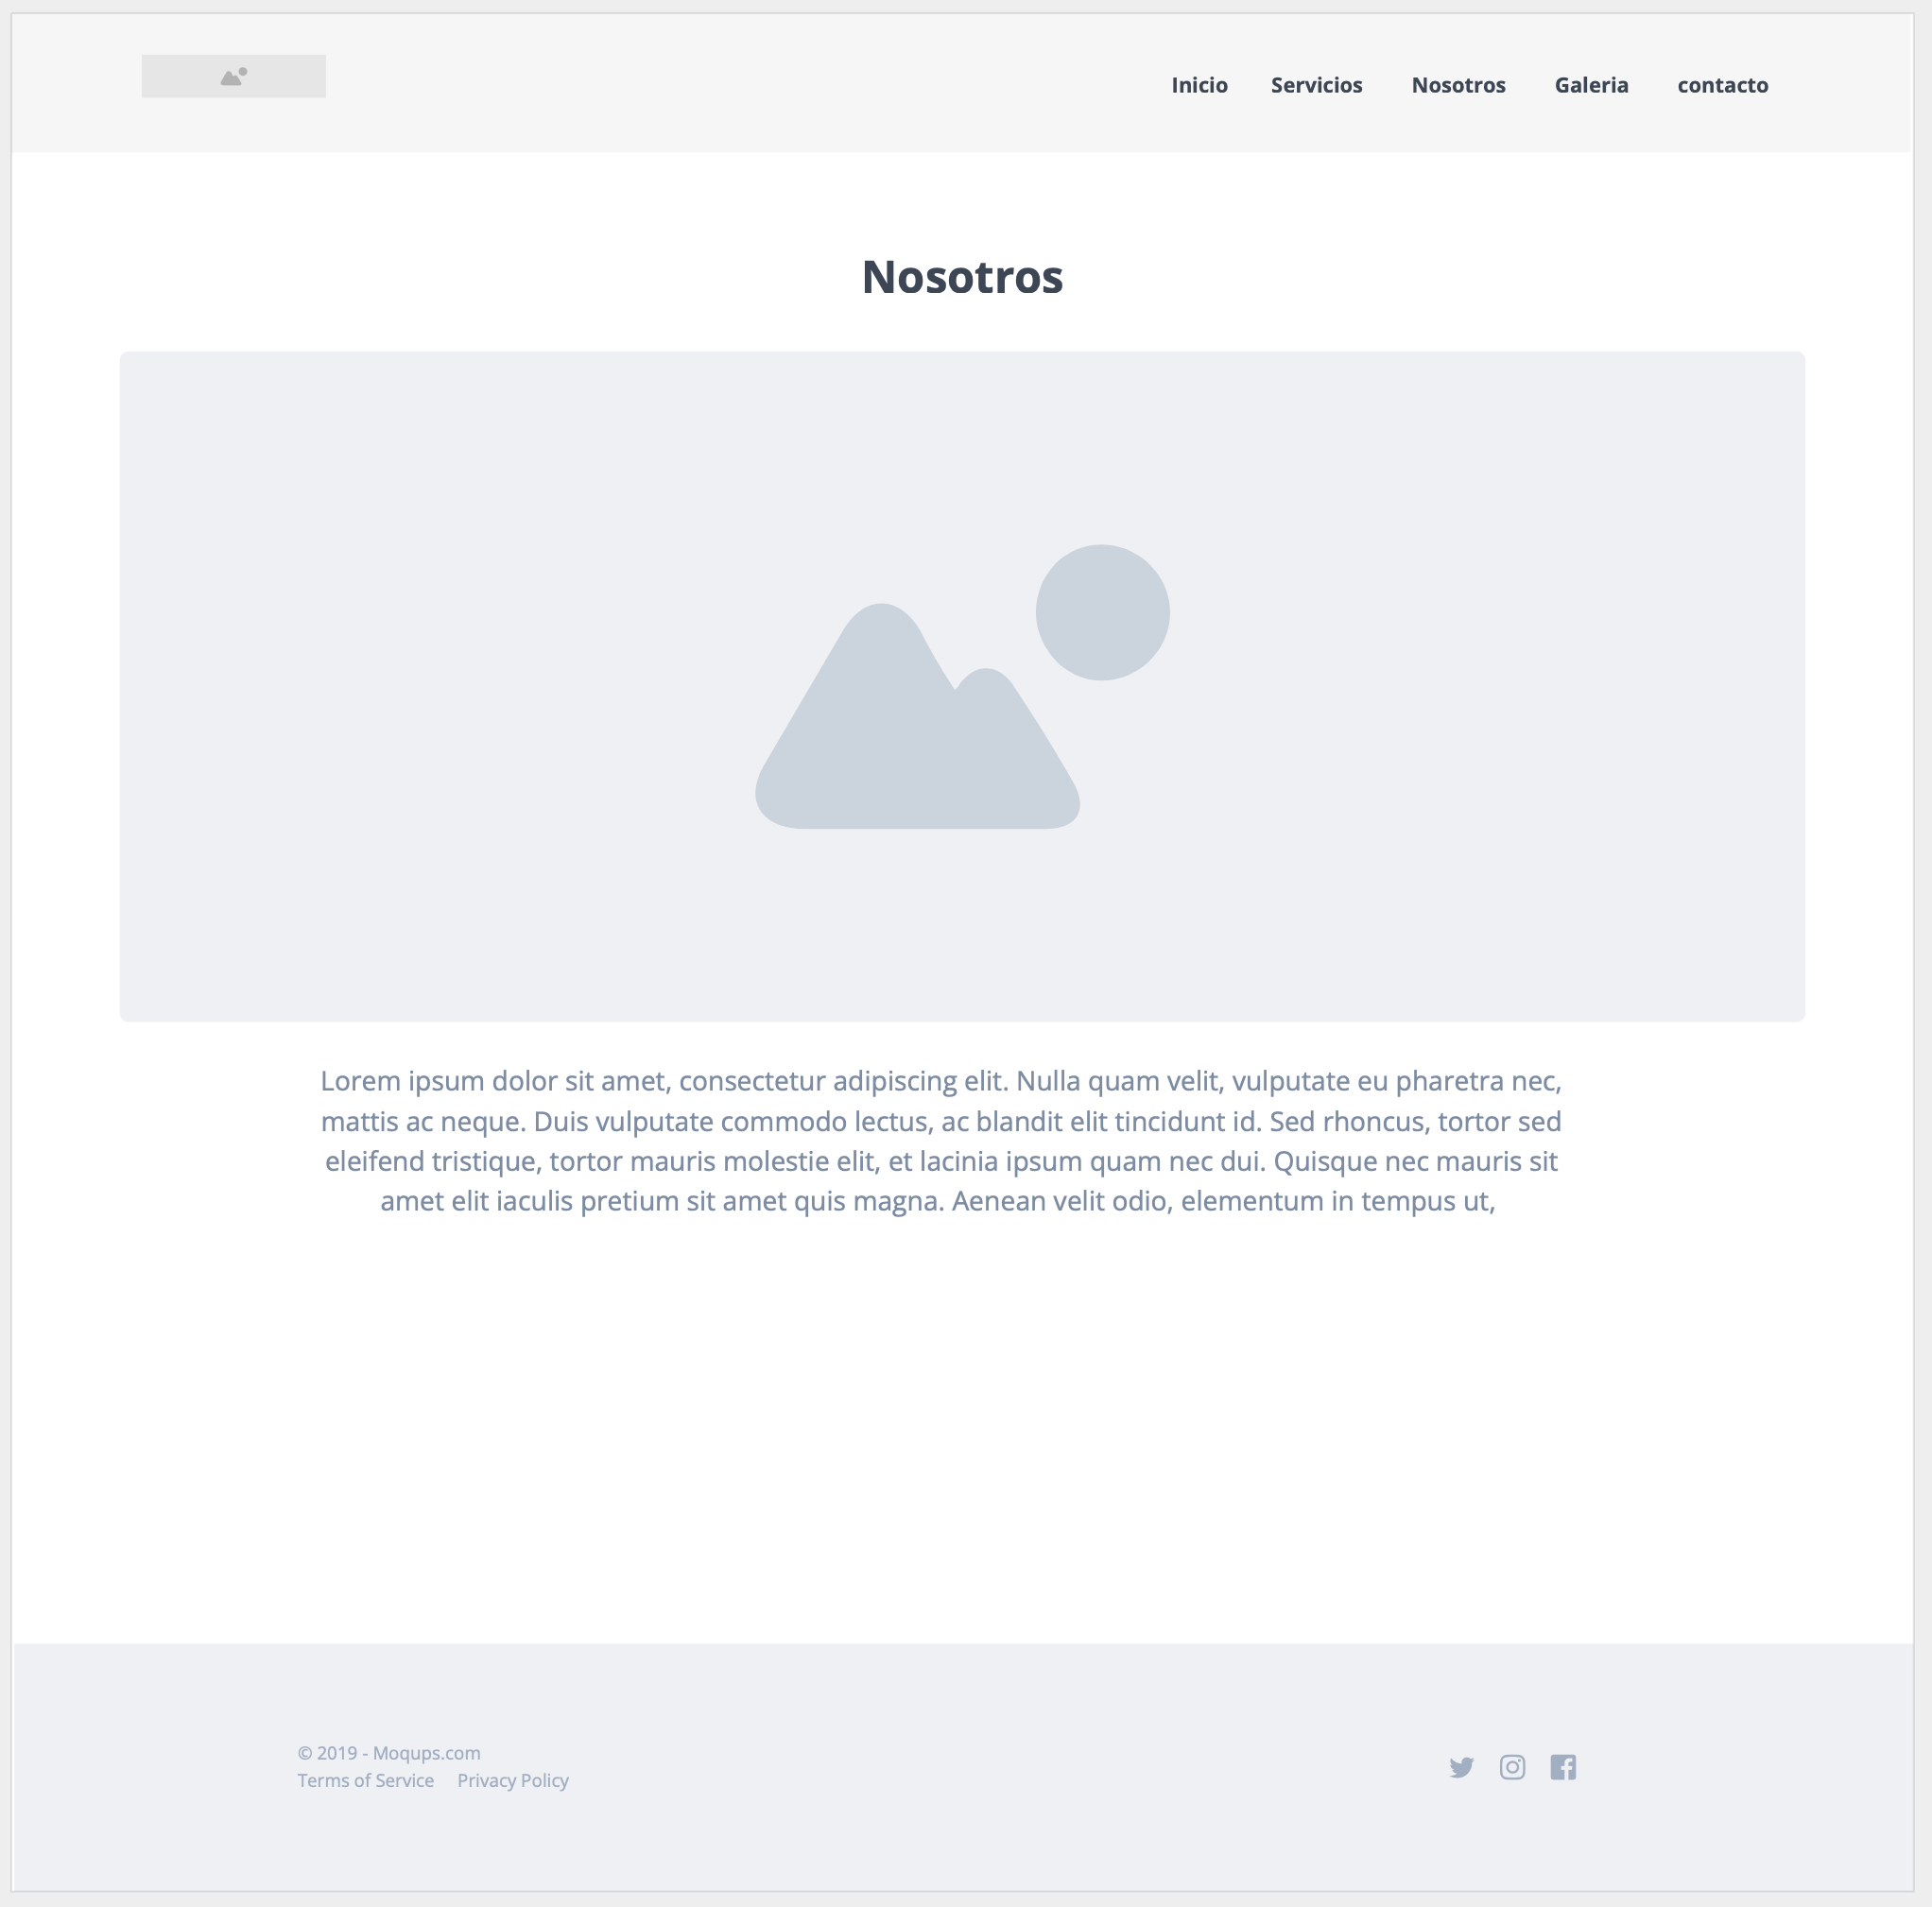 Inicio Servicios Nosotros Galeria contacto
Nosotros
Lorem ipsum dolor sit amet, consectetur adipiscing elit. Nulla quam velit, vulputate eu pharetra nec,
mattis ac neque. Duis vulputate commodo lectus, ac blandit elit tincidunt id. Sed rhoncus, tortor sed
eleifend tristique, tortor mauris molestie elit, et lacinia ipsum quam nec dui. Quisque nec mauris sit
amet elit iaculis pretium sit amet quis magna. Aenean velit odio, elementum in tempus ut,
© 2019 - Moqups.com
Terms of Service Privacy Policy